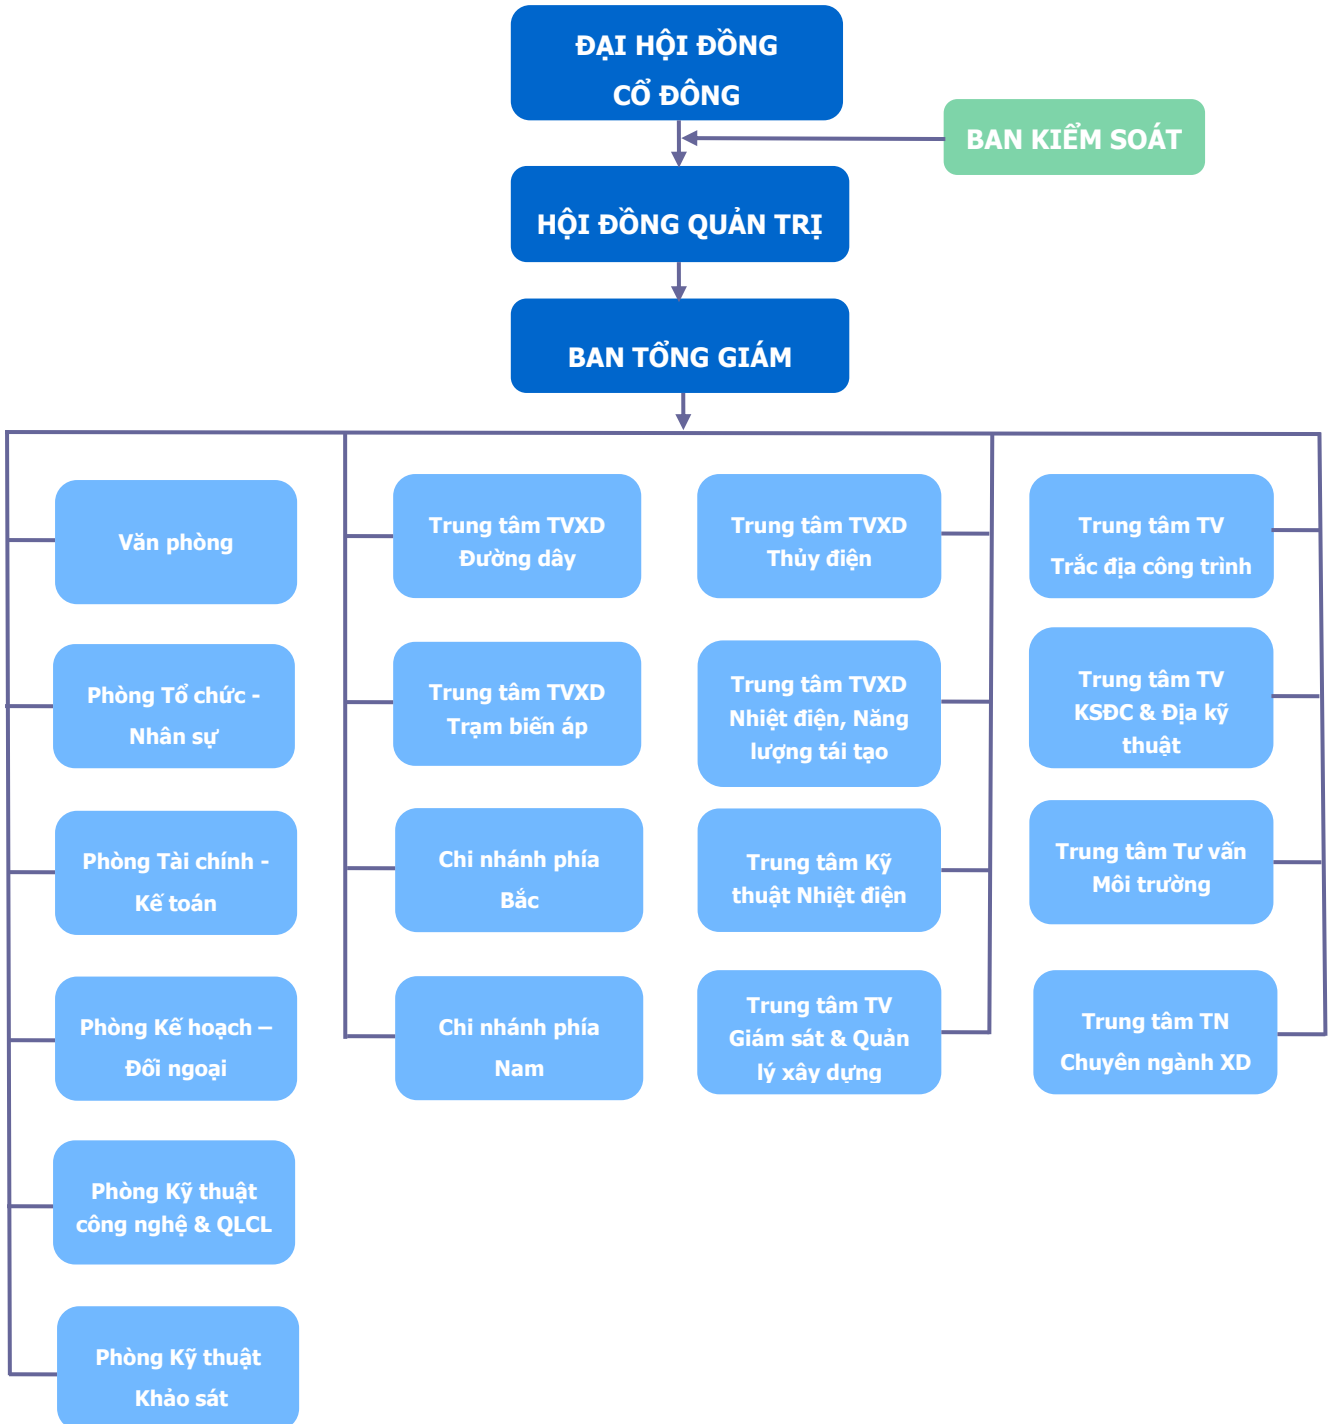 ĐẠI HỘI ĐỒNG
CỔ ĐÔNG
BAN KIỂM SOÁT
HỘI ĐỒNG QUẢN TRỊ
BAN TỔNG GIÁM
Văn phòng
Phòng Tổ chức -
Nhân sự
Phòng Tài chính -
Kế toán
Phòng Kế hoạch –
Đối ngoại
Phòng Kỹ thuật
công nghệ & QLCL
Phòng Kỹ thuật
Khảo sát
Trung tâm TVXD
Đường dây
Trung tâm TVXD
Trạm biến áp
Chi nhánh phía
Bắc
Chi nhánh phía
Nam
Trung tâm TVXD
Thủy điện
Trung tâm TVXD
Nhiệt điện, Năng
lượng tái tạo
Trung tâm Kỹ
thuật Nhiệt điện
Trung tâm TV
Giám sát & Quản
lý xây dựng
Trung tâm TV
Trắc địa công trình
Trung tâm TV
KSĐC & Địa kỹ
thuật
Trung tâm Tư vấn
Môi trường
Trung tâm TN
Chuyên ngành XD